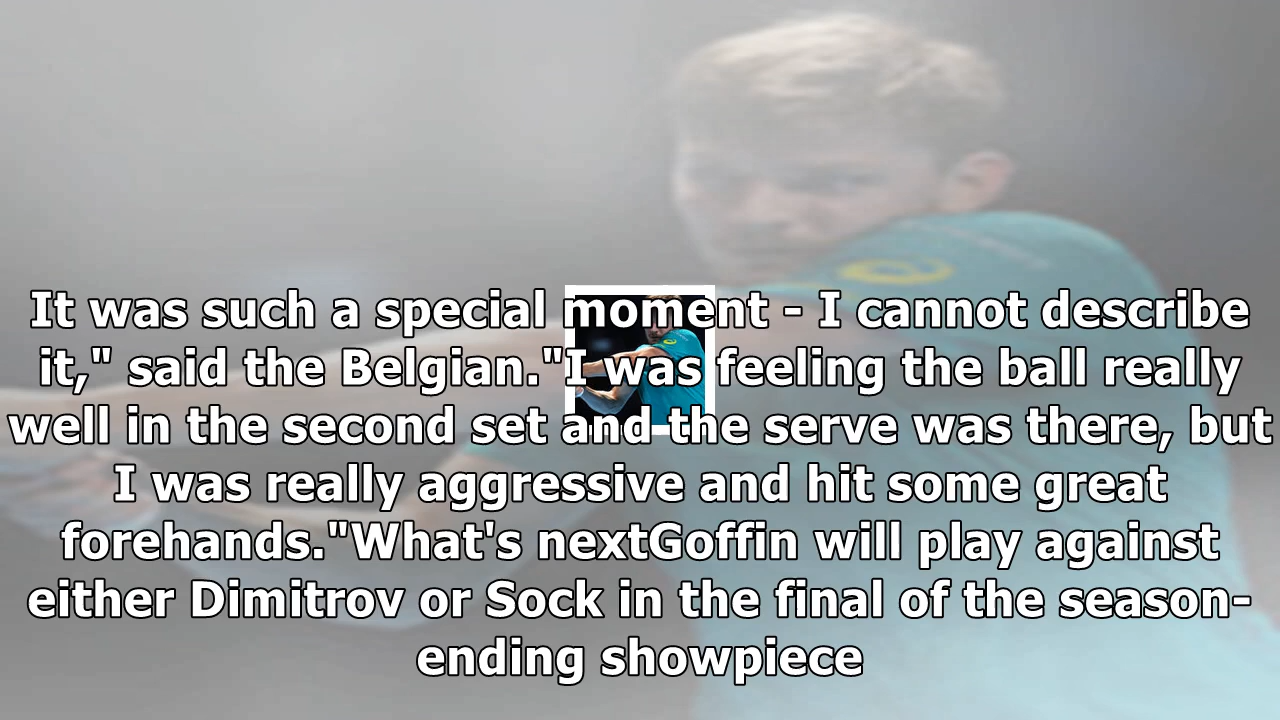 It was such a special moment - I cannot describe
it," said the Belgian."I was feeling the ball really
well in the second set and the serve was there, but
I was really aggressive and hit some great
forehands."What's nextGoffin will play against
either Dimitrov or Sock in the final of the season-
ending showpiece